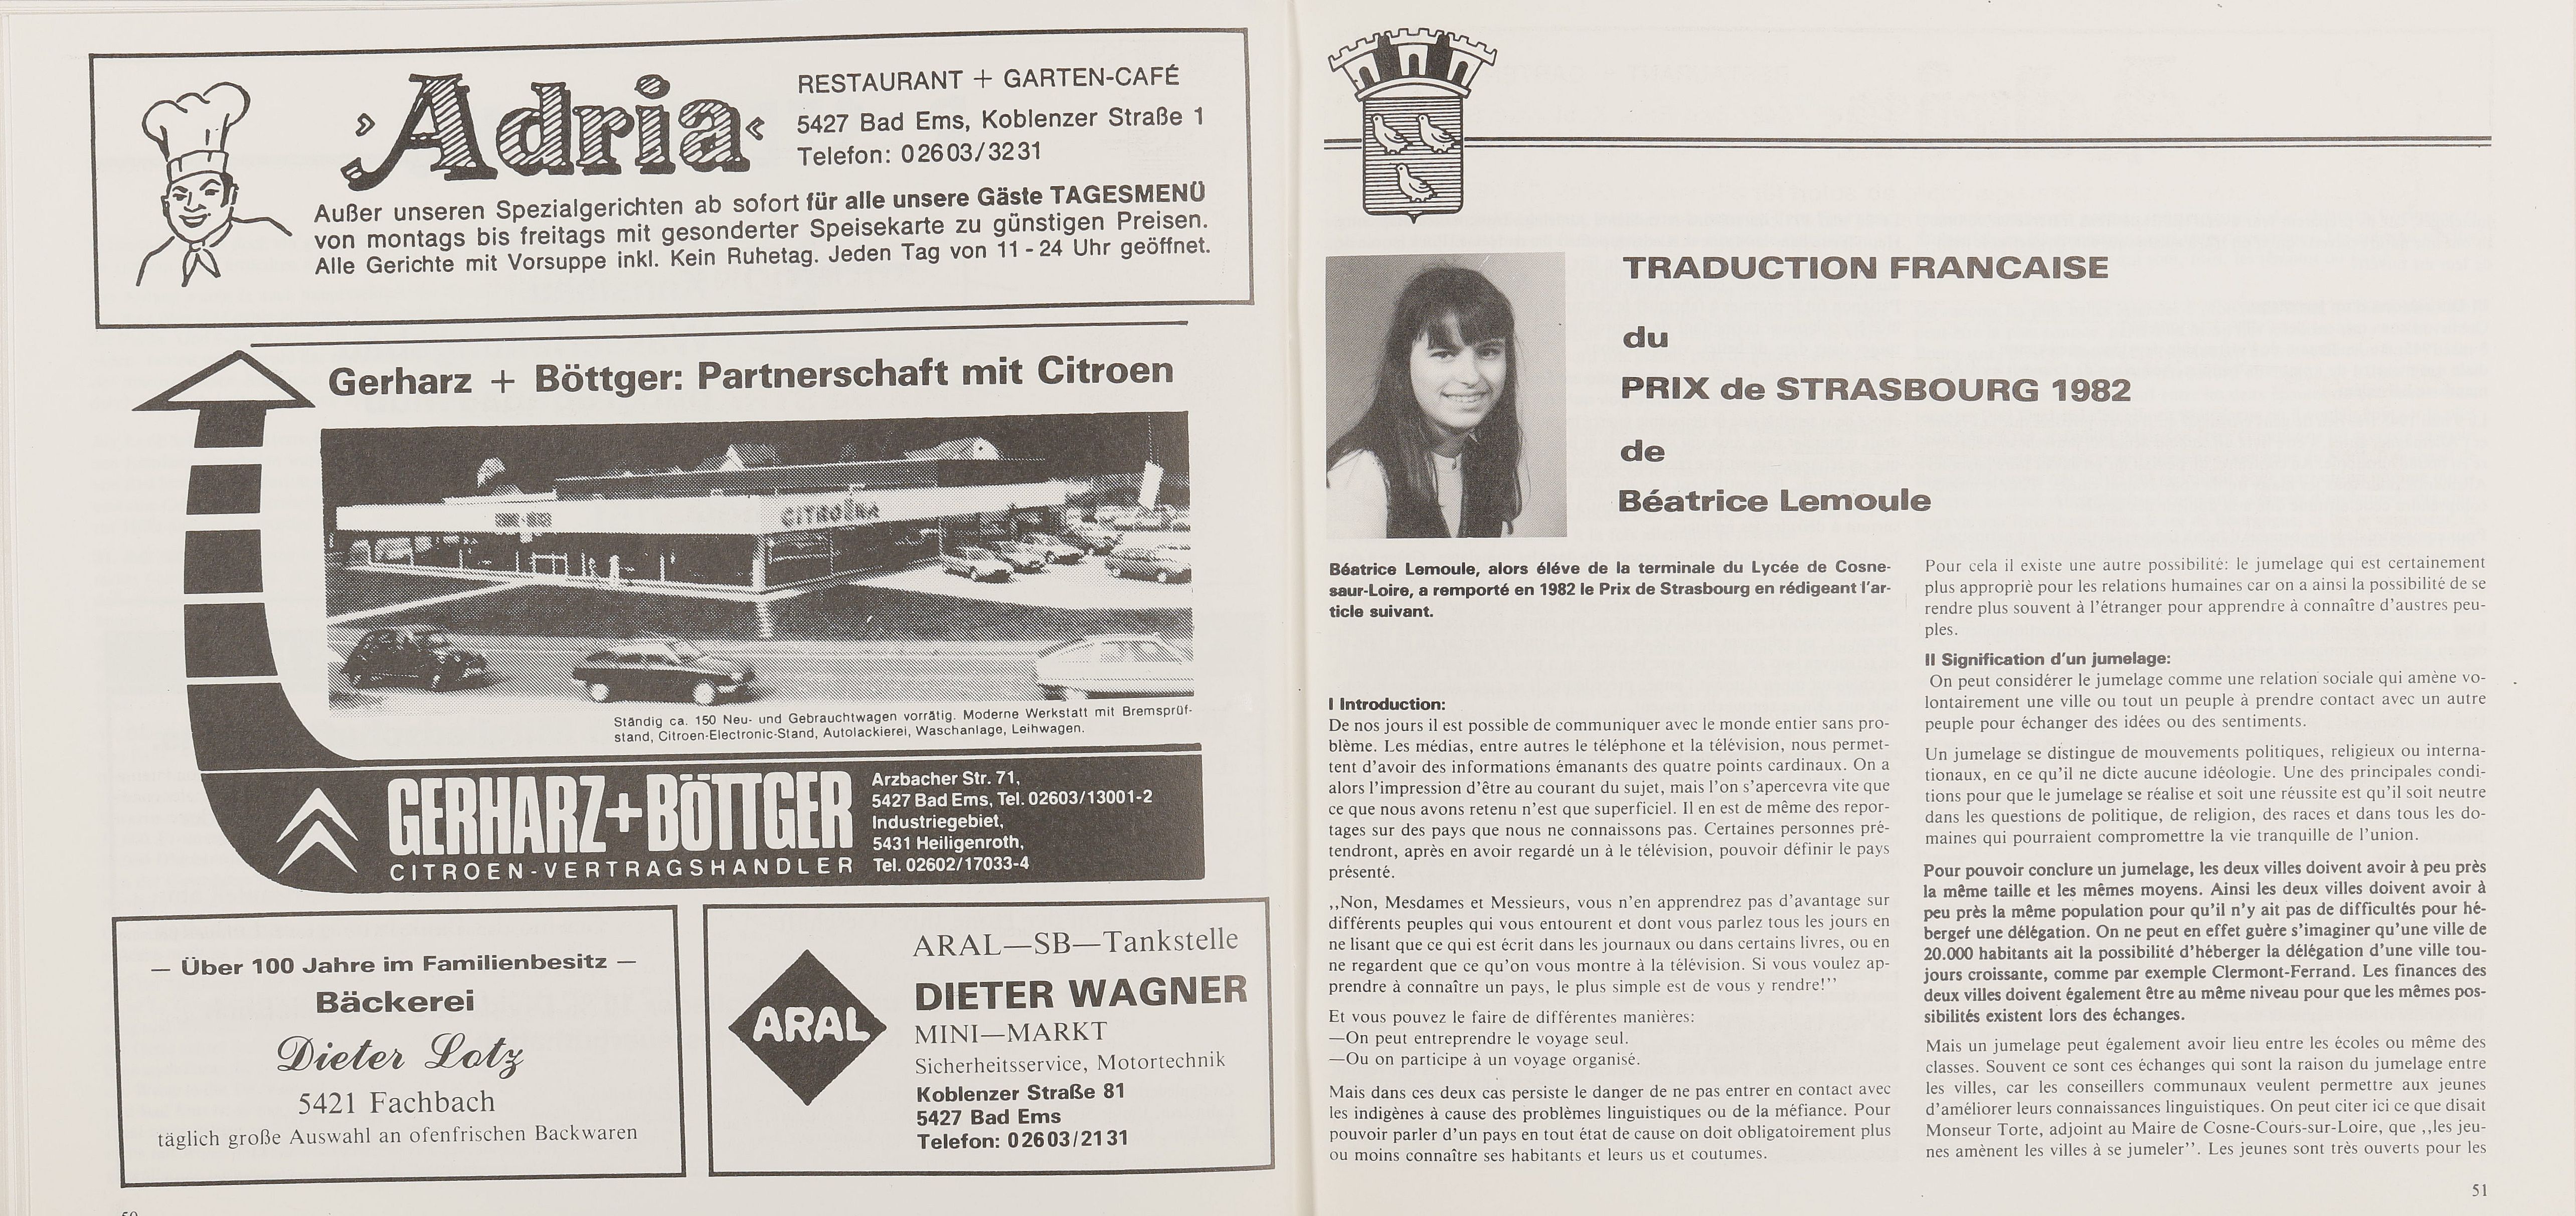 Adria
RESTAURANT + GARTEN-CAFÉ
5427 Bad Ems, Koblenzer Straße 1
Telefon: 02603/3231
Außer unseren Spezialgerichten ab sofort für alle unsere Gäste TAGESMENÜ
von montags bis freitags mit gesonderter Speisekarte zu günstigen Preisen.
Alle Gerichte mit Vorsuppe inkl. Kein Ruhetag. Jeden Tag von 11 - 24 Uhr geöffnet.
Gerharz + Böttger: Partnerschaft mit Citroen
CITROËN
Ständig ca. 150 Neu- und Gebrauchtwagen vorrätig. Moderne Werkstatt mit Bremsprüf-
stand, Citroen-Electronic-Stand, Autolackierei, Waschanlage, Leihwagen.
GERHARZ+BÖTTGER
CITROEN-VERTRAGSHANDLER
Arzbacher Str. 71,
5427 Bad Ems, Tel. 02603/13001-2
Industriegebiet,
5431 Heiligenroth,
Tel. 02602/17033-4
— Über 100 Jahre im Familienbesitz —
Bäckerei
Dieter Lotz
5421 Fachbach
täglich große Auswahl an ofenfrischen Backwaren
ARAL
ARAL—SB—Tankstelle
DIETER WAGNER
MINI—MARKT
Sicherheitsservice, Motortechnik
Koblenzer Straße 81
5427 Bad Ems
Telefon: 02603/2131
50
TRADUCTION FRANCAISE
du
PRIX de STRASBOURG 1982
de
Béatrice Lemoule
Béatrice Lemoule, alors éléve de la terminale du Lycée de Cosne-
saur-Loire, a remporté en 1982 le Prix de Strasbourg en rédigeant l'ar-
ticle suivant.
I Introduction:
De nos jours il est possible de communiquer avec le monde entier sans pro-
blème. Les médias, entre autres le téléphone et la télévision, nous permet-
tent d'avoir des informations émanants des quatre points cardinaux. On a
alors l'impression d'être au courant du sujet, mais l'on s'apercevra vite que
ce que nous avons retenu n'est que superficiel. Il en est de même des repor-
tages sur des pays que nous ne connaissons pas. Certaines personnes pré-
tendront, après en avoir regardé un à le télévision, pouvoir définir le pays
présenté.
,,Non, Mesdames et Messieurs, vous n'en apprendrez pas d'avantage sur
différents peuples qui vous entourent et dont vous parlez tous les jours en
ne lisant que ce qui est écrit dans les journaux ou dans certains livres, ou en
ne regardent que ce qu'on vous montre à la télévision. Si vous voulez ap-
prendre à connaître un pays, le plus simple est de vous y rendre!''
Et vous pouvez le faire de différentes manières:
—On peut entreprendre le voyage seul.
—Ou on participe à un voyage organisé.
Mais dans ces deux cas persiste le danger de ne pas entrer en contact avec
les indigènes à cause des problèmes linguistiques ou de la méfiance. Pour
pouvoir parler d'un pays en tout état de cause on doit obligatoirement plus
ou moins connaître ses habitants et leurs us et coutumes.
Pour cela il existe une autre possibilité: le jumelage qui est certainement
plus approprié pour les relations humaines car on a ainsi la possibilité de se
rendre plus souvent à l'étranger pour apprendre à connaître d'austres peu-
ples.
II Signification d'un jumelage:
On peut considérer le jumelage comme une relation sociale qui amène vo-
lontairement une ville ou tout un peuple à prendre contact avec un autre
peuple pour échanger des idées ou des sentiments.
Un jumelage se distingue de mouvements politiques, religieux ou interna-
tionaux, en ce qu'il ne dicte aucune idéologie. Une des principales condi-
tions pour que le jumelage se réalise et soit une réussite est qu'il soit neutre
dans les questions de politique, de religion, des races et dans tous les do-
maines qui pourraient compromettre la vie tranquille de l'union.
Pour pouvoir conclure un jumelage, les deux villes doivent avoir à peu près
la même taille et les mêmes moyens. Ainsi les deux villes doivent avoir à
peu près la même population pour qu'il n'y ait pas de difficultés pour hé-
berger une délégation. On ne peut en effet guère s'imaginer qu'une ville de
20.000 habitants ait la possibilité d'héberger la délégation d'une ville tou-
jours croissante, comme par exemple Clermont-Ferrand. Les finances des
deux villes doivent également être au même niveau pour que les mêmes pos-
sibilités existent lors des échanges.
Mais un jumelage peut également avoir lieu entre les écoles ou même des
classes. Souvent ce sont ces échanges qui sont la raison du jumelage entre
les villes, car les conseillers communaux veulent permettre aux jeunes
d'améliorer leurs connaissances linguistiques. On peut citer ici ce que disait
Monseur Torte, adjoint au Maire de Cosne-Cours-sur-Loire, que ,,les jeu-
nes amènent les villes à se jumeler''. Les jeunes sont très ouverts pour les
51